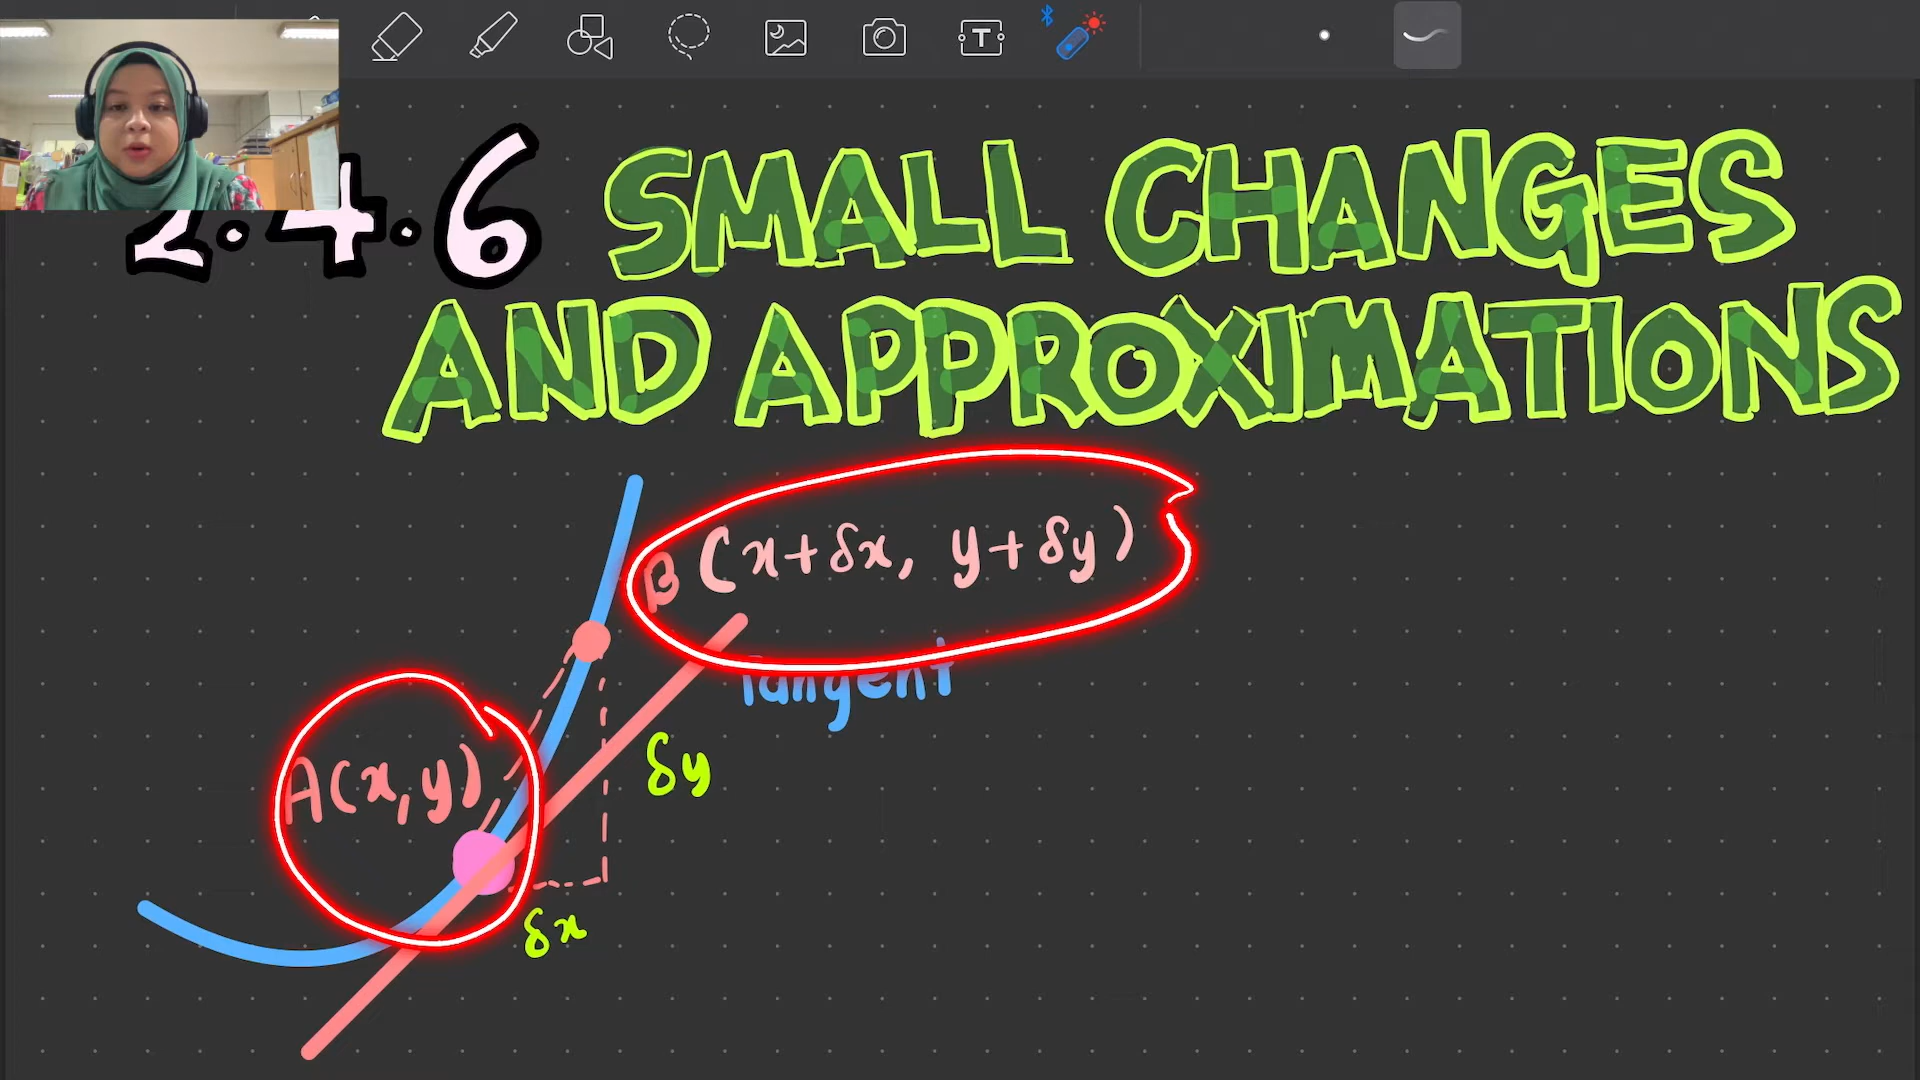 2.4.6 SMALL CHANGES
AND APPROXIMATIONS
B (x+δx, y+δy)
Tangent
A(x,y)
δy
δx
T